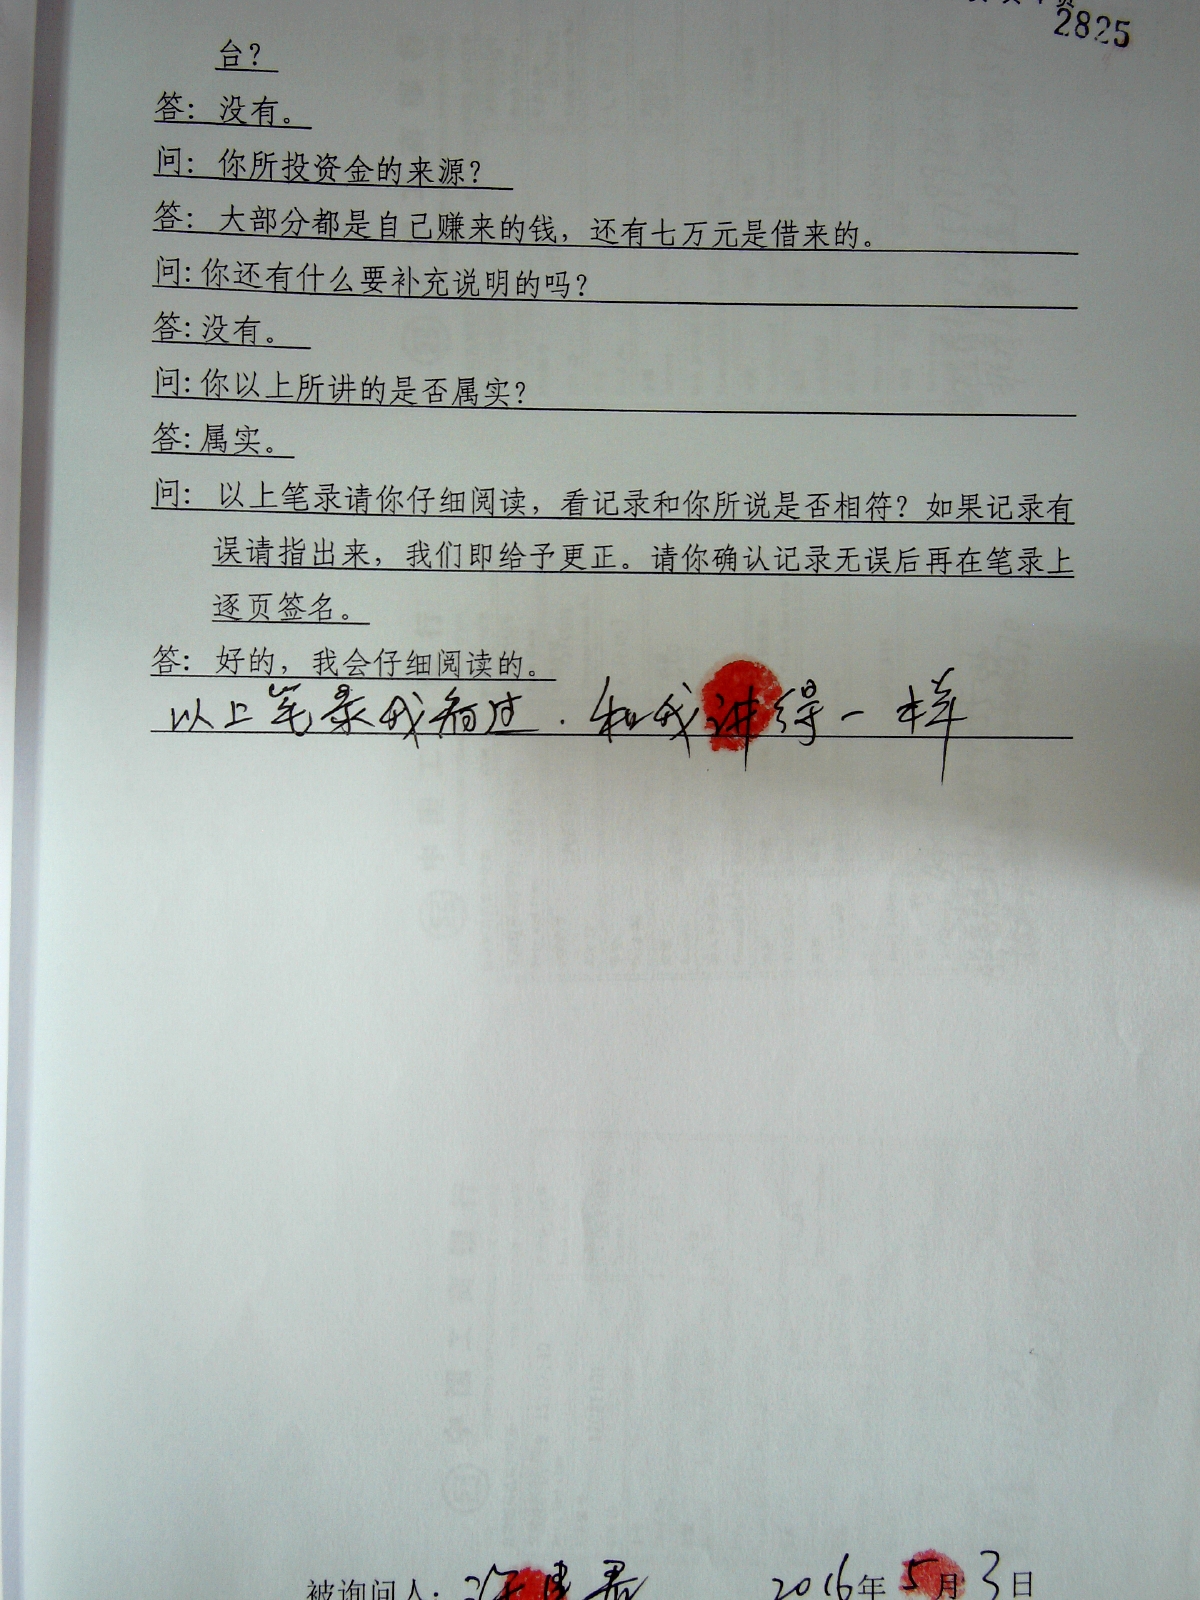 2825
台？
答：没有。
问：你所投资金的来源？
答：大部分都是自己赚来的钱，还有七万元是借来的。
问：你还有什么要补充说明的吗？
答：没有。
问：你以上所讲的是否属实？
答：属实。
问：以上笔录请你仔细阅读，看记录和你所说是否相符？如果记录有
误请指出来，我们即给予更正。请你确认记录无误后再在笔录上
逐页签名。
答：好的，我会仔细阅读的。
以上笔录我看过．和我讲得一样
被询问人： 2016年5月3日